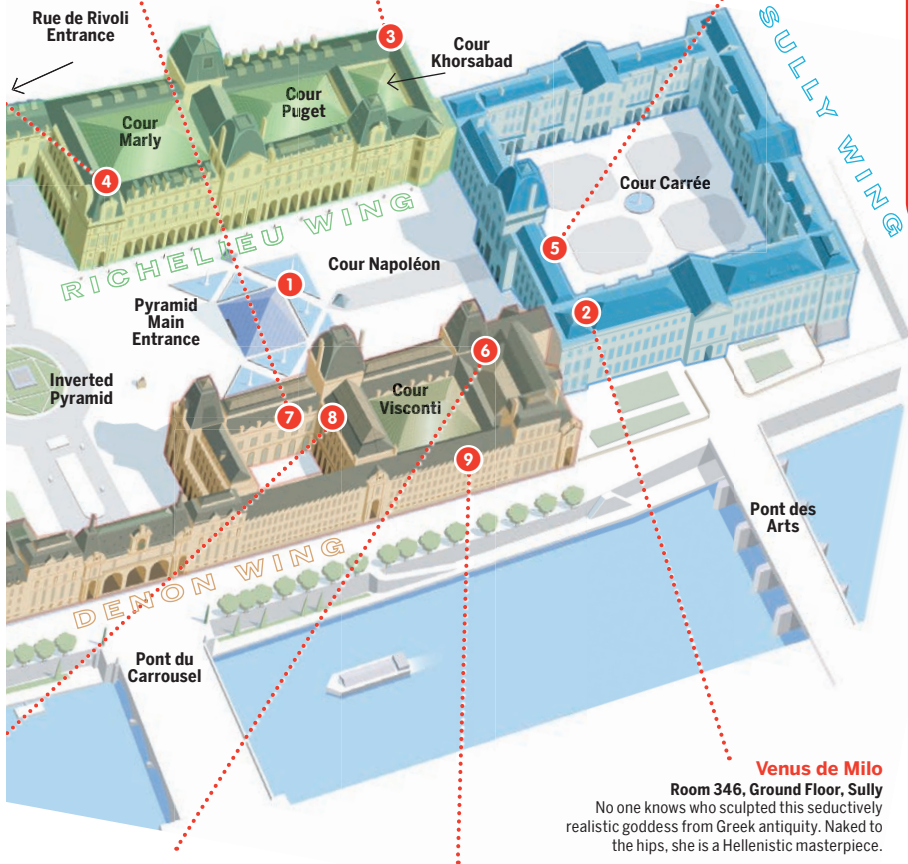 Rue de Rivoli
Entrance
3
Cour
Khorsabad
Cour
Puget
Cour
Marly
4
SULLY WING
Cour Carrée
RICHELIEU WING
5
Cour Napoléon
1
2
Pyramid
Main
Entrance
6
Inverted
Pyramid
Cour
Visconti
7
8
9
Pont des
Arts
DENON WING
Pont du
Carrousel
Venus de Milo
Room 346, Ground Floor, Sully
No one knows who sculpted this seductively
realistic goddess from Greek antiquity. Naked to
the hips, she is a Hellenistic masterpiece.